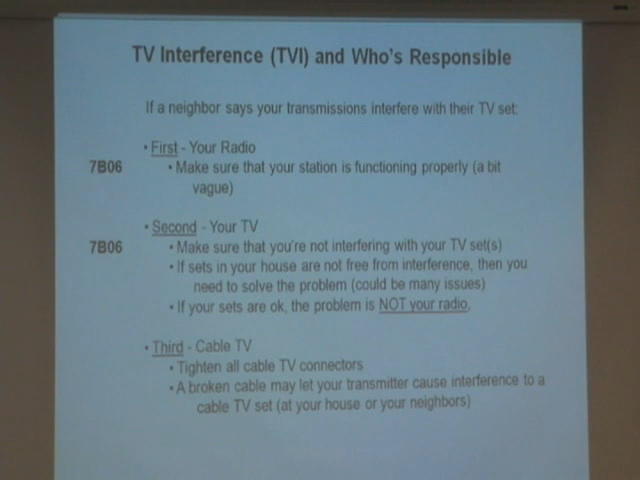 TV Interference (TVI) and Who's Responsible
If a neighbor says your transmissions interfere with their TV set:
• First - Your Radio
7B06 • Make sure that your station is functioning properly (a bit
vague)
• Second - Your TV
7B06 • Make sure that you're not interfering with your TV set(s)
• If sets in your house are not free from interference, then you
need to solve the problem (could be many issues)
• If your sets are ok, the problem is NOT your radio.
• Third - Cable TV
• Tighten all cable TV connectors
• A broken cable may let your transmitter cause interference to a
cable TV set (at your house or your neighbors)